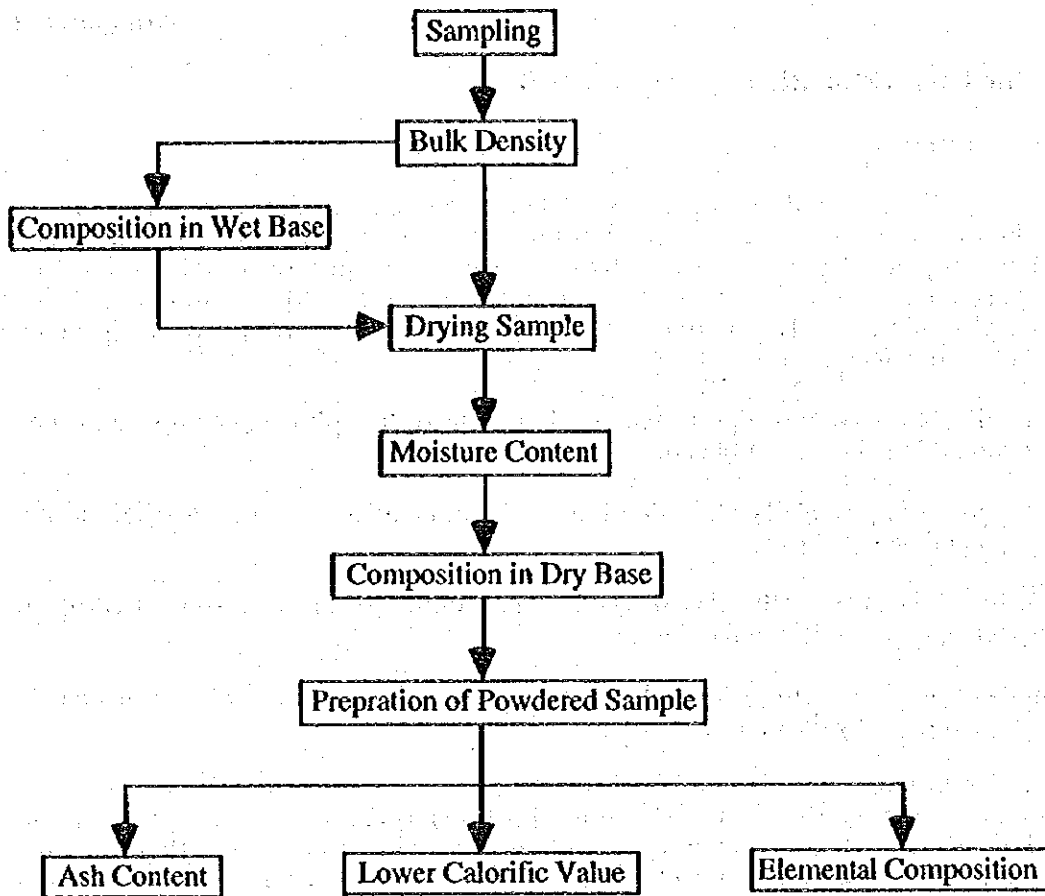 Sampling
Bulk Density
Composition in Wet Base
Drying Sample
Moisture Content
Composition in Dry Base
Prepration of Powdered Sample
Ash Content
Lower Calorific Value
Elemental Composition